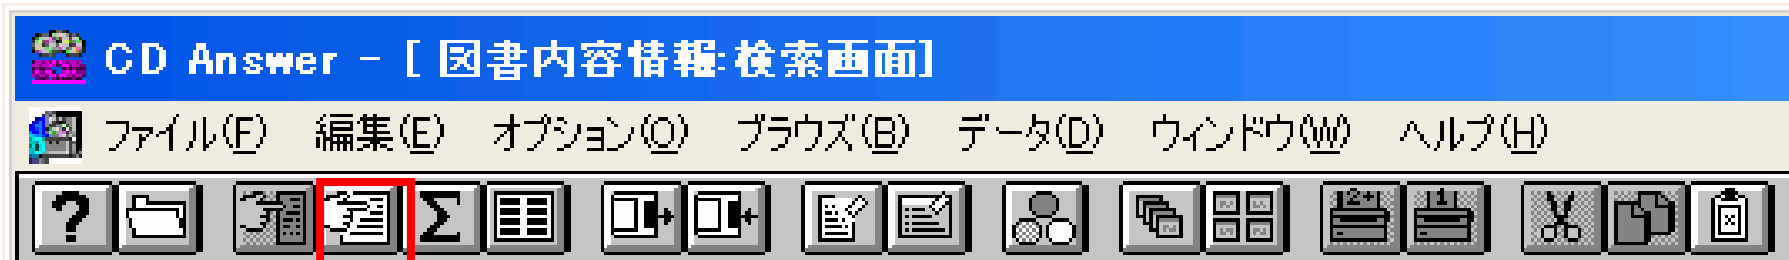 CD Answer - [ 図書内容情報:検索画面]
ファイル(F) 編集(E) オプション(O) ブラウズ(B) データ(D) ウィンドウ(W) ヘルプ(H)
? Σ 2+ 1